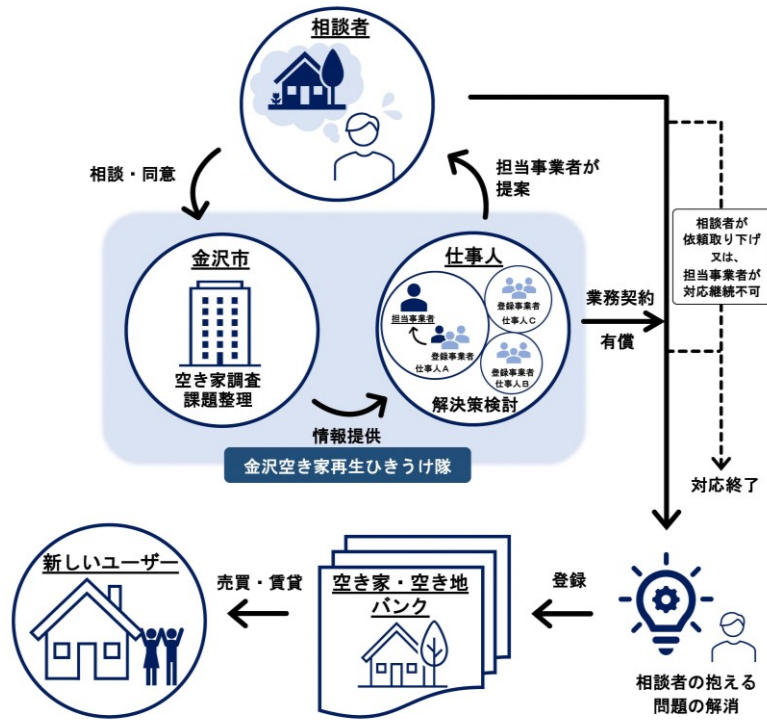 相談者
相談・同意
担当事業者が
提案
金沢市
空き家調査
課題整理
仕事人
担当事業者
登録事業者
仕事人A
登録事業者
仕事人C
登録事業者
仕事人B
解決策検討
情報提供
金沢空き家再生ひきうけ隊
業務契約
有償
相談者が
依頼取り下げ
又は、
担当事業者が
対応継続不可
対応終了
新しいユーザー
売買・賃貸
空き家・空き地
バンク
登録
相談者の抱える
問題の解消